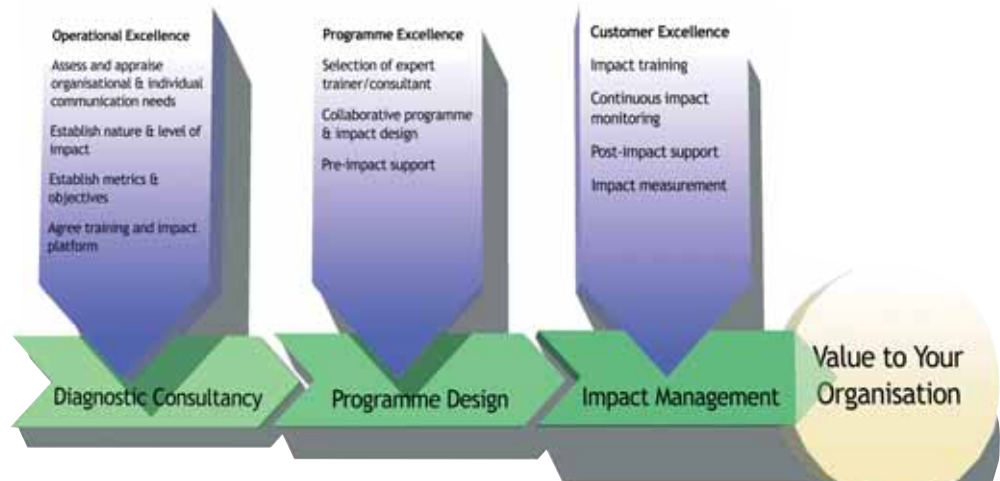 Operational Excellence
Assess and appraise
organisational & individual
communication needs
Establish nature & level of
impact
Establish metrics &
objectives
Agree training and impact
platform
Programme Excellence
Selection of expert
trainer/consultant
Collaborative programme
& impact design
Pre-impact support
Customer Excellence
Impact training
Continuous impact
monitoring
Post-impact support
Impact measurement
Diagnostic Consultancy
Programme Design
Impact Management
Value to Your
Organisation